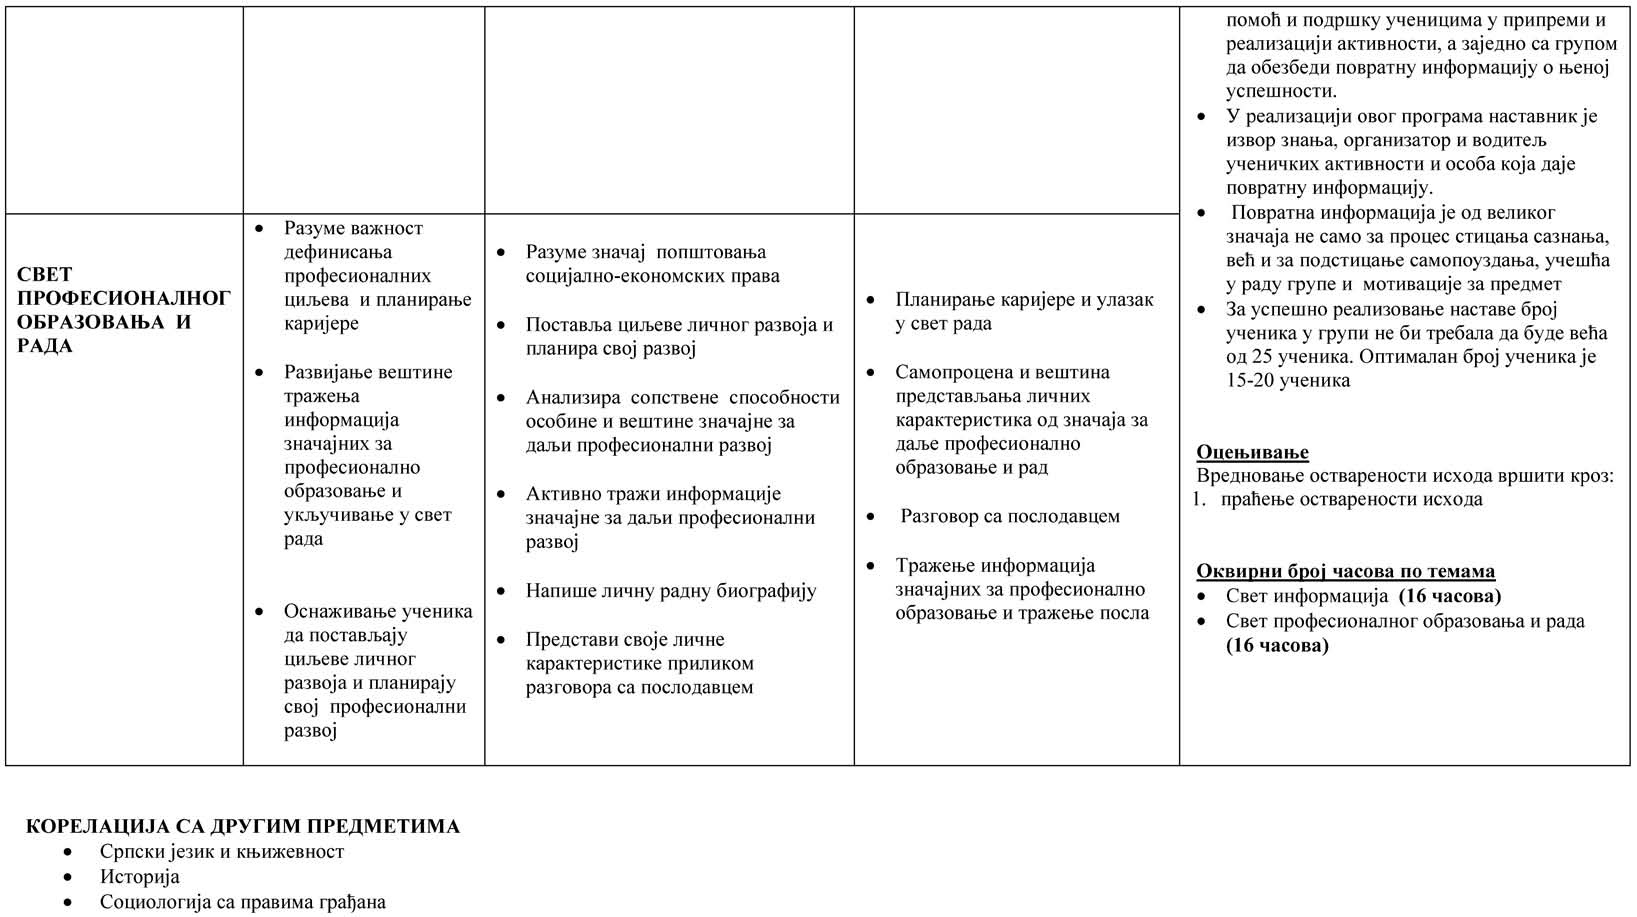 помоћ и подршку ученицима у припреми и
реализацији активности, а заједно са групом
да обезбеди повратну информацију о њеној
успешности.
• У реализацији овог програма наставник је
извор знања, организатор и водитељ
ученичких активности и особа која даје
повратну информацију.
• Повратна информација је од великог
значаја не само за процес стицања сазнања,
већ и за подстицање самопоуздања, учешћа
у раду групе и мотивације за предмет
• За успешно реализовање наставе број
ученика у групи не би требала да буде већа
од 25 ученика. Оптималан број ученика је
15-20 ученика
Оцењивање
Вредновање остварености исхода вршити кроз:
1. праћење остварености исхода
Оквирни број часова по темама
• Свет информација (16 часова)
• Свет професионалног образовања и рада
(16 часова)
СВЕТ
ПРОФЕСИОНАЛНОГ
ОБРАЗОВАЊА И
РАДА
• Разуме важност
дефинисања
професионалних
циљева и планирање
каријере
• Развијање вештине
тражења
информација
значајних за
професионално
образовање и
укључивање у свет
рада
• Оснаживање ученика
да постављају
циљеве личног
развоја и планирају
свој професионални
развој
• Разуме значај попштовања
социјално-економских права
• Поставља циљеве личног развоја и
планира свој развој
• Анализира сопствене способности
особине и вештине значајне за
даљи професионални развој
• Активно тражи информације
значајне за даљи професионални
развој
• Напише личну радну биографију
• Представи своје личне
карактеристике приликом
разговора са послодавцем
• Планирање каријере и улазак
у свет рада
• Самопроцена и вештина
представљања личних
карактеристика од значаја за
даље професионално
образовање и рад
• Разговор са послодавцем
• Тражење информација
значајних за професионално
образовање и тражење посла
КОРЕЛАЦИЈА СА ДРУГИМ ПРЕДМЕТИМА
• Српски језик и књижевност
• Историја
• Социологија са правима грађана